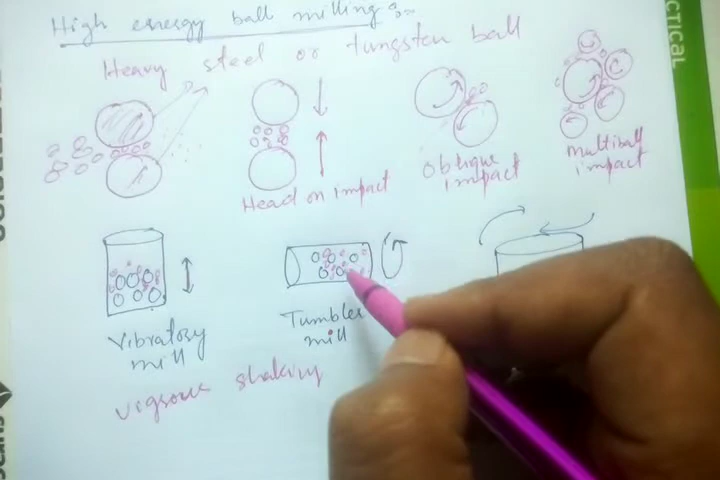 High energy ball milling :-
Heavy steel or tungsten ball
Head on impact
Oblique
impact
Multiball
impact
Vibratory
mill
Tumbler
mill
vigsour shaking
CTICAL